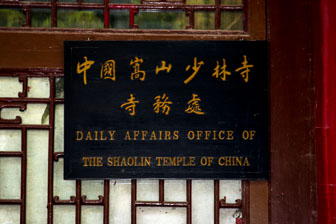 中國嵩山少林寺
寺務處
DAILY AFFAIRS OFFICE OF
THE SHAOLIN TEMPLE OF CHINA